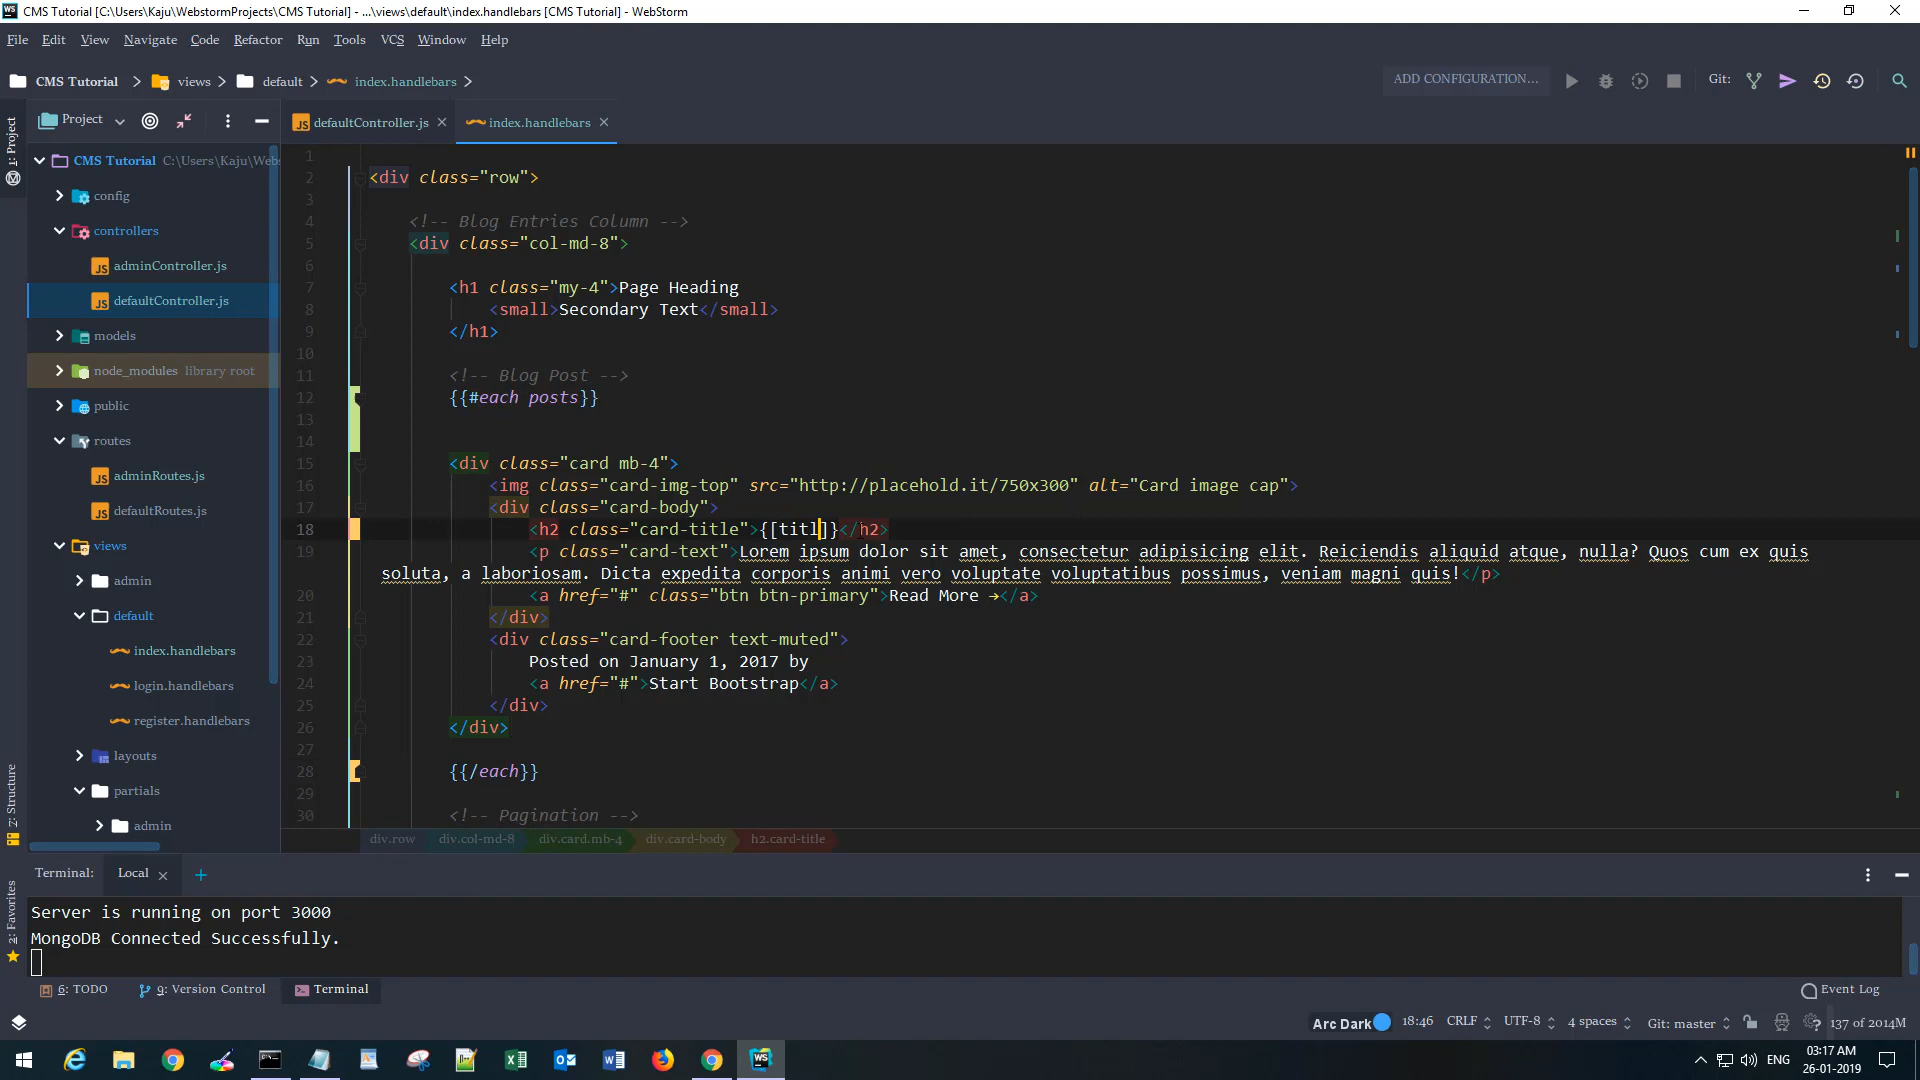 CMS Tutorial [C:\Users\Kaju\WebstormProjects\CMS Tutorial] - ...\views\default\index.handlebars [CMS Tutorial] - WebStorm
File Edit View Navigate Code Refactor Run Tools VCS Window Help
CMS Tutorial views default index.handlebars ADD CONFIGURATION... Git:
1: Project
Project
CMS Tutorial C:\Users\Kaju\Web
config
controllers
adminController.js
defaultController.js
models
node_modules library root
public
routes
adminRoutes.js
defaultRoutes.js
views
admin
default
index.handlebars
login.handlebars
register.handlebars
layouts
partials
admin
7: Structure
2: Favorites
defaultController.js index.handlebars
1
2 <div class="row">
3
4 <!-- Blog Entries Column -->
5 <div class="col-md-8">
6
7 <h1 class="my-4">Page Heading
8 <small>Secondary Text</small>
9 </h1>
10
11 <!-- Blog Post -->
12 {{#each posts}}
13
14
15 <div class="card mb-4">
16 <img class="card-img-top" src="http://placehold.it/750x300" alt="Card image cap">
17 <div class="card-body">
18 <h2 class="card-title">{[titl]}</h2>
19 <p class="card-text">Lorem ipsum dolor sit amet, consectetur adipisicing elit. Reiciendis aliquid atque, nulla? Quos cum ex quis
soluta, a laboriosam. Dicta expedita corporis animi vero voluptate voluptatibus possimus, veniam magni quis!</p>
20 <a href="#" class="btn btn-primary">Read More →</a>
21 </div>
22 <div class="card-footer text-muted">
23 Posted on January 1, 2017 by
24 <a href="#">Start Bootstrap</a>
25 </div>
26 </div>
27
28 {{/each}}
29
30 <!-- Pagination -->
div.row div.col-md-8 div.card.mb-4 div.card-body h2.card-title
Terminal: Local
Server is running on port 3000
MongoDB Connected Successfully.
6: TODO 9: Version Control Terminal Event Log
Arc Dark 18:46 CRLF UTF-8 4 spaces Git: master 137 of 2014M
ENG 03:17 AM
26-01-2019